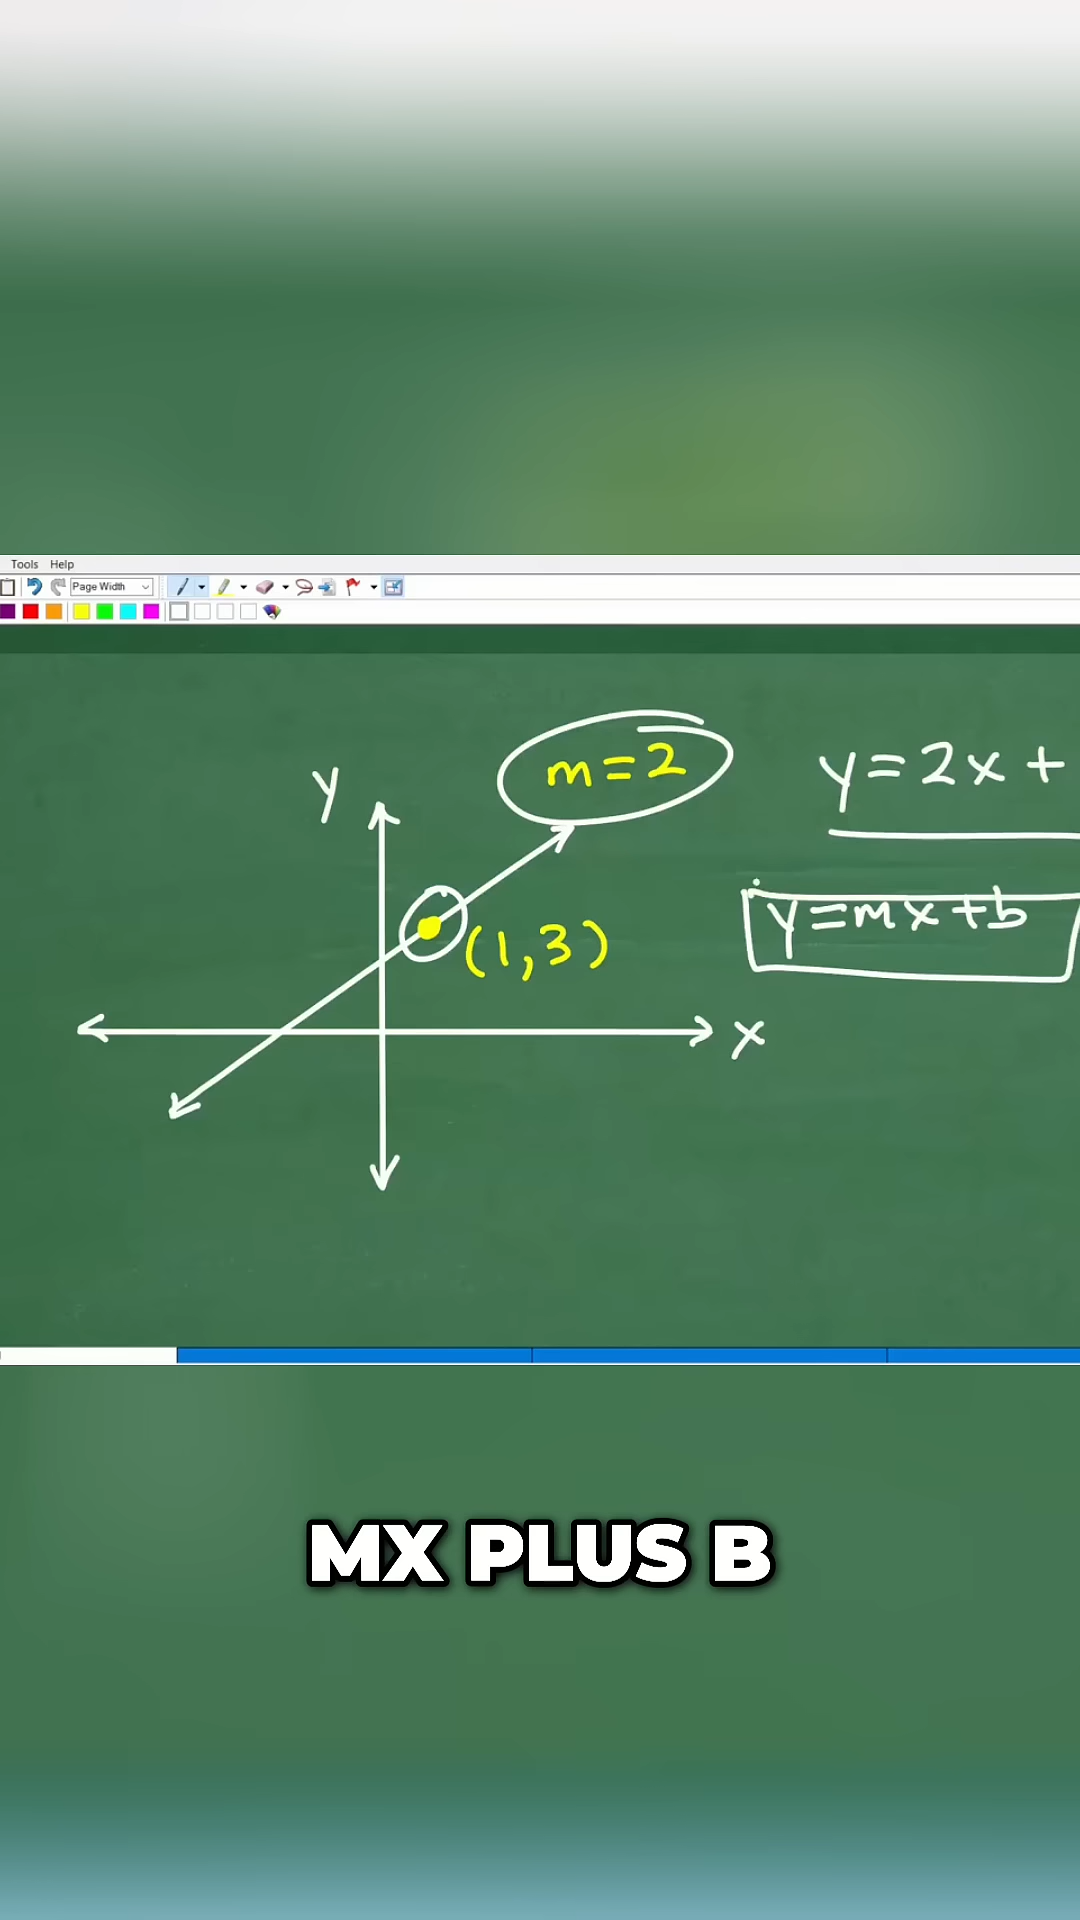 Tools Help
Page Width
m=2
y
y=2x+
y=mx+b
(1,3)
x
MX PLUS B